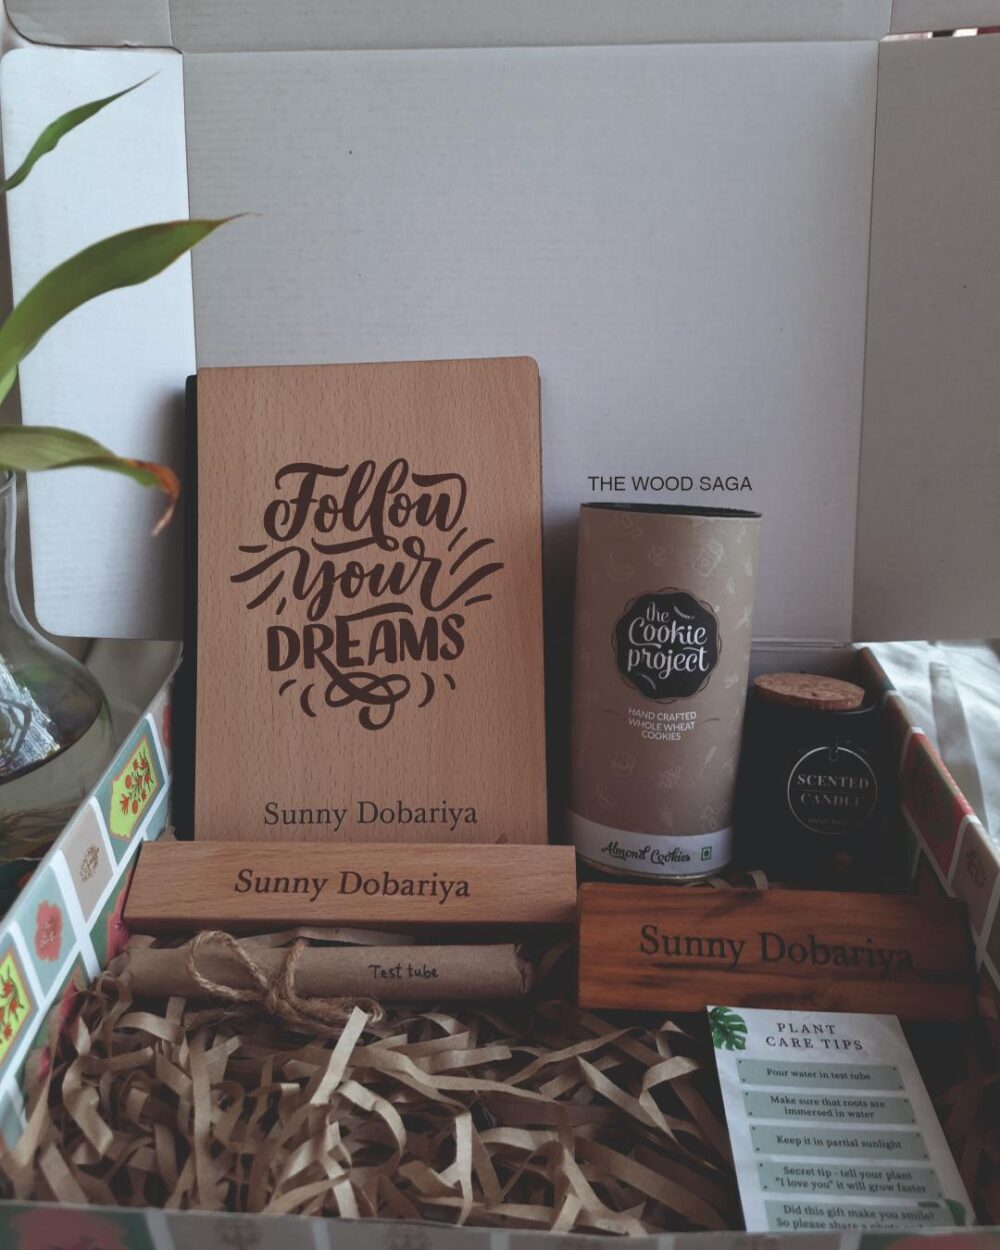 Follow
Your
DREAMS
Sunny Dobariya
THE WOOD SAGA
the
Cookie
project
HAND CRAFTED
WHOLE WHEAT
COOKIES
Almond Cookies
SCENTED
CANDLE
Sunny Dobariya
Sunny Dobariya
Test tube
PLANT
CARE TIPS
Pour water in test tube
Make sure that roots are
immersed in water
Keep it in partial sunlight
Secret tip - tell your plant
"I love you" it will grow faster
Did this gift make you smile?
So please share a photo